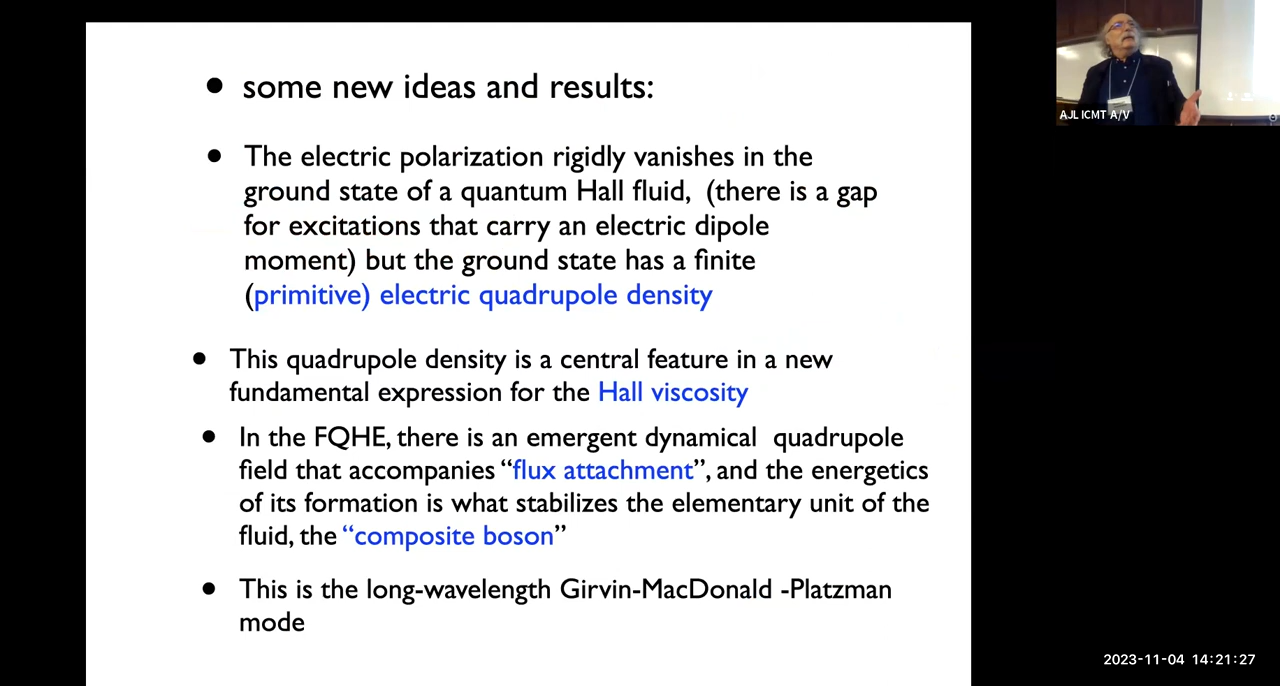 • some new ideas and results:
• The electric polarization rigidly vanishes in the
ground state of a quantum Hall fluid, (there is a gap
for excitations that carry an electric dipole
moment) but the ground state has a finite
(primitive) electric quadrupole density
• This quadrupole density is a central feature in a new
fundamental expression for the Hall viscosity
• In the FQHE, there is an emergent dynamical quadrupole
field that accompanies “flux attachment”, and the energetics
of its formation is what stabilizes the elementary unit of the
fluid, the “composite boson”
• This is the long-wavelength Girvin-MacDonald -Platzman
mode
AJL ICMT A/V
2023-11-04 14:21:27